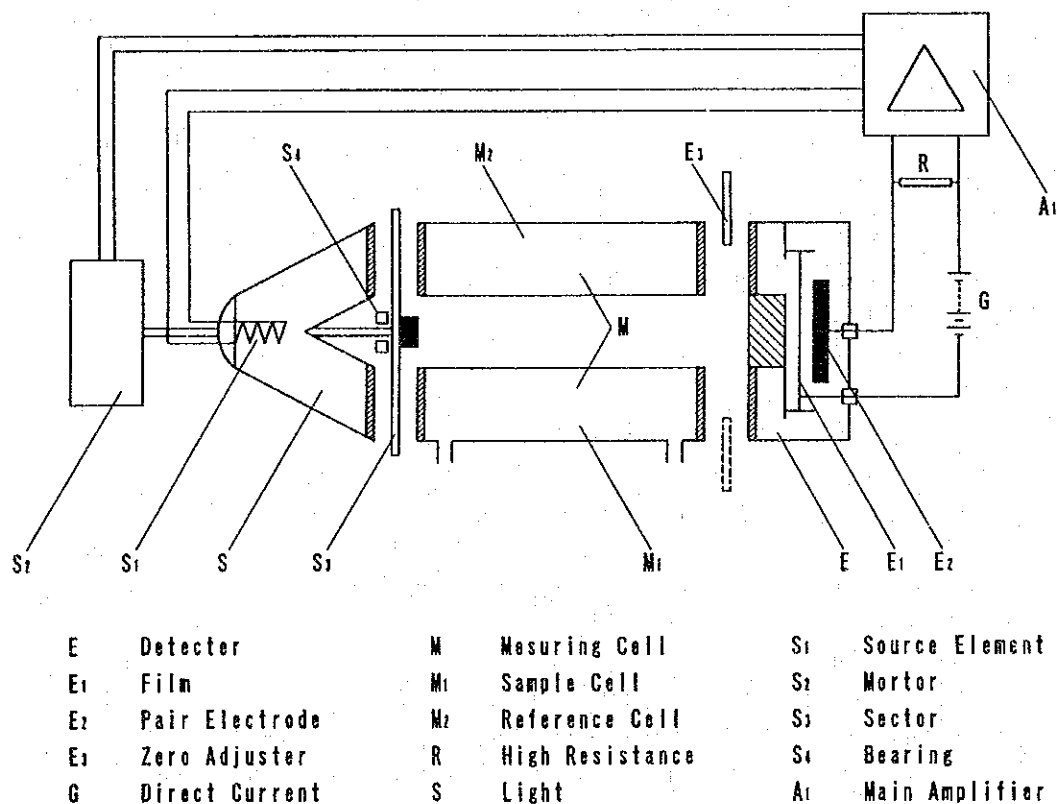 S4 M2 E3 R
A1
G
M
S2 S1 S S3 M1 E E1 E2
E Detecter M Mesuring Cell S1 Source Element
E1 Film M1 Sample Cell S2 Mortor
E2 Pair Electrode M2 Reference Cell S3 Sector
E3 Zero Adjuster R High Resistance S4 Bearing
G Direct Current S Light A1 Main Amplifier